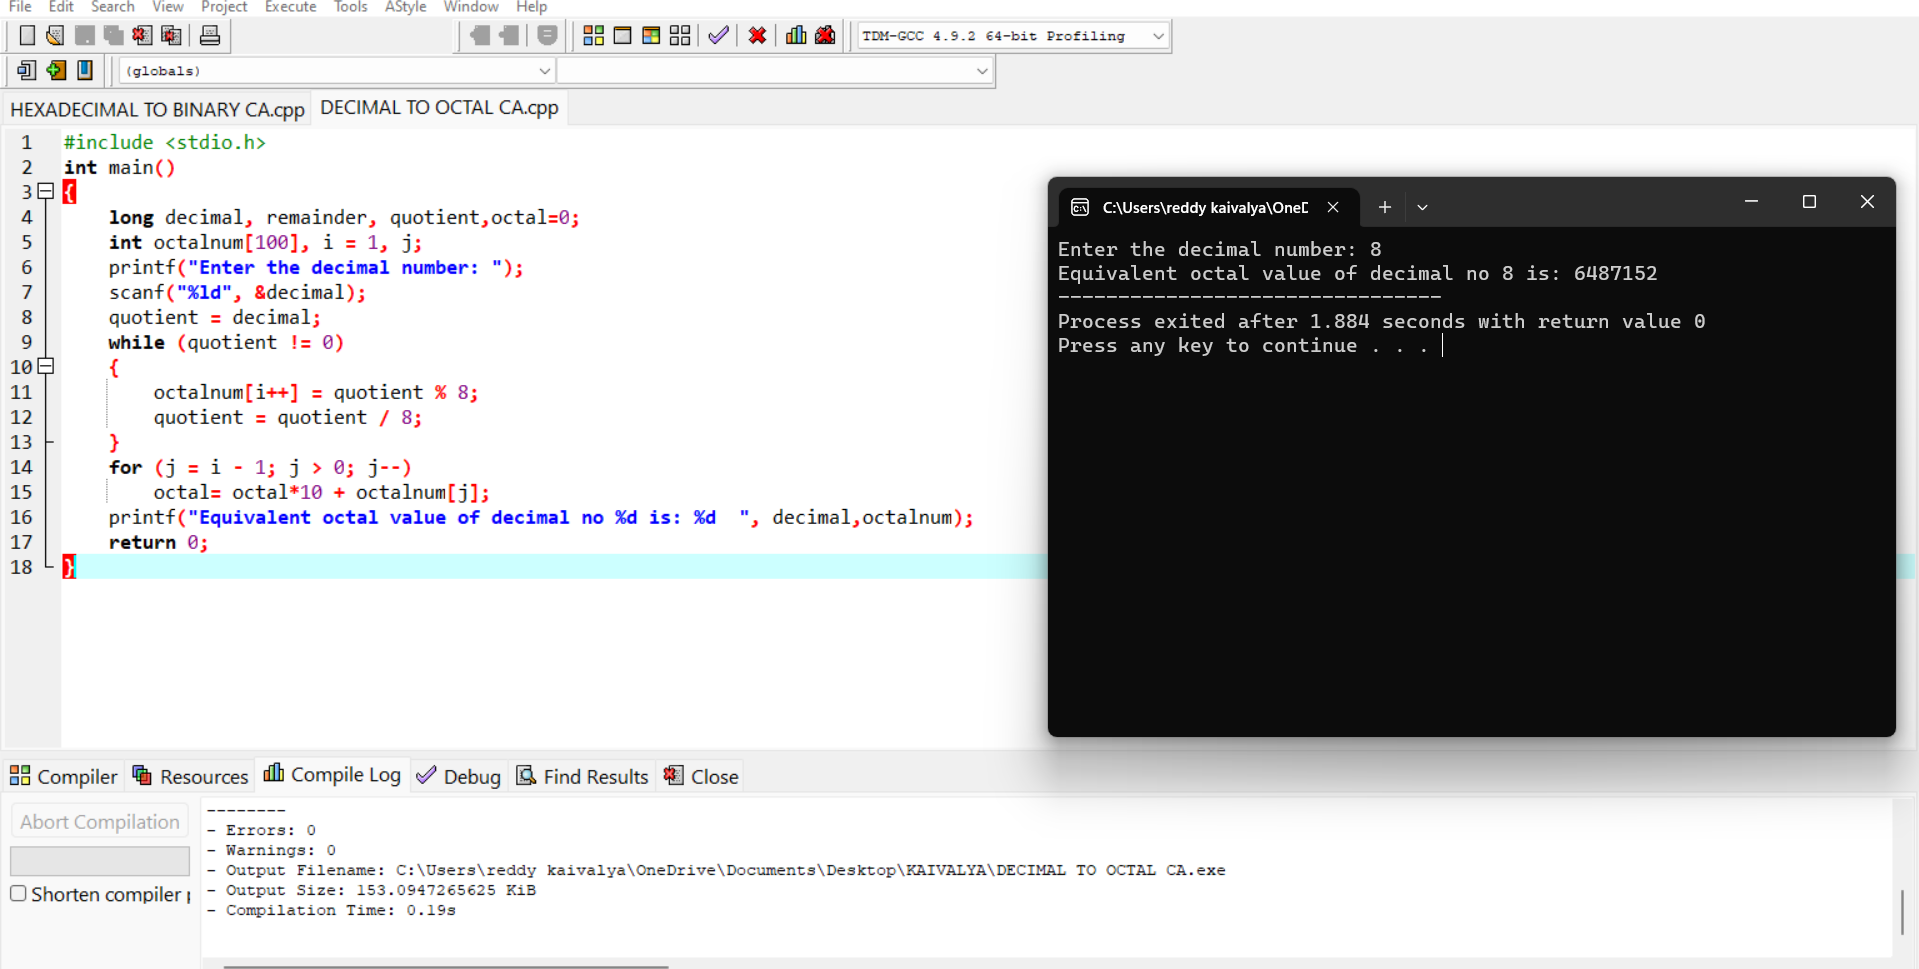 File Edit Search View Project Execute Tools AStyle Window Help
TDM-GCC 4.9.2 64-bit Profiling
(globals)
HEXADECIMAL TO BINARY CA.cpp DECIMAL TO OCTAL CA.cpp
1 #include <stdio.h>
2 int main()
3 {
4 long decimal, remainder, quotient,octal=0;
5 int octalnum[100], i = 1, j;
6 printf("Enter the decimal number: ");
7 scanf("%ld", &decimal);
8 quotient = decimal;
9 while (quotient != 0)
10 {
11 octalnum[i++] = quotient % 8;
12 quotient = quotient / 8;
13 }
14 for (j = i - 1; j > 0; j--)
15 octal= octal*10 + octalnum[j];
16 printf("Equivalent octal value of decimal no %d is: %d  ", decimal,octalnum);
17 return 0;
18 }
C:\Users\reddy kaivalya\OneD
Enter the decimal number: 8
Equivalent octal value of decimal no 8 is: 6487152
--------------------------------
Process exited after 1.884 seconds with return value 0
Press any key to continue . . .
Compiler Resources Compile Log Debug Find Results Close
Abort Compilation
Shorten compiler p
--------
- Errors: 0
- Warnings: 0
- Output Filename: C:\Users\reddy kaivalya\OneDrive\Documents\Desktop\KAIVALYA\DECIMAL TO OCTAL CA.exe
- Output Size: 153.0947265625 KiB
- Compilation Time: 0.19s